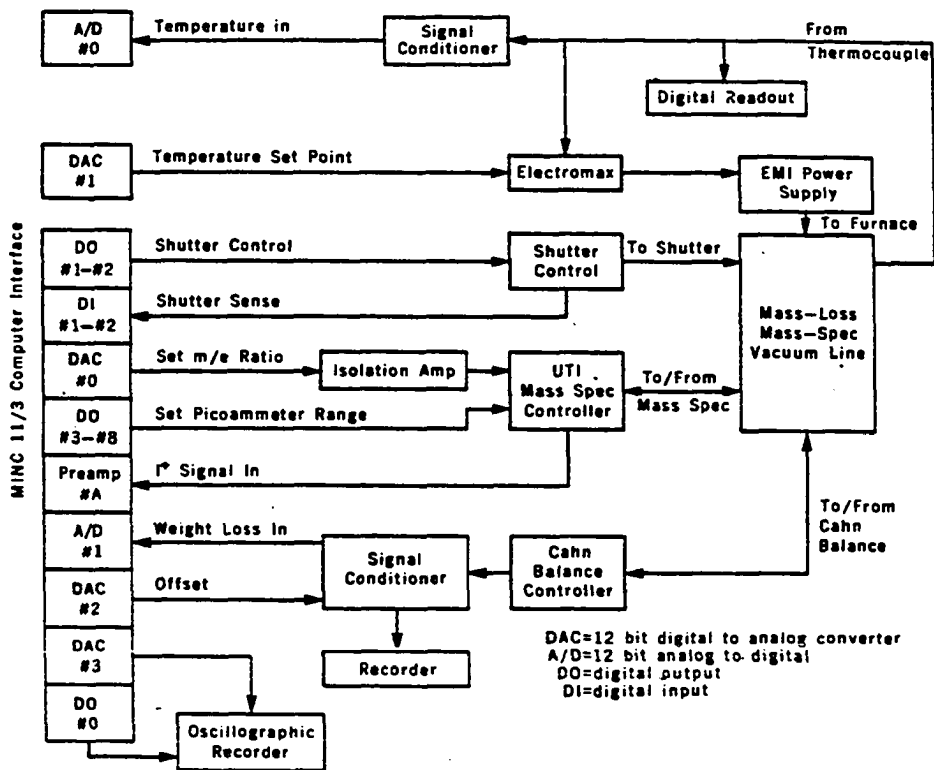 A/D
#0
Temperature in
Signal
Conditioner
From
Thermocouple
Digital Readout
DAC
#1
Temperature Set Point
Electromax
EMI Power
Supply
To Furnace
MINC 11/3 Computer Interface
DO
#1-#2
Shutter Control
Shutter
Control
To Shutter
DI
#1-#2
Shutter Sense
Mass-Loss
Mass-Spec
Vacuum Line
DAC
#0
Set m/e Ratio
Isolation Amp
UTI
Mass Spec
Controller
To/From
Mass Spec
DO
#3-#8
Set Picoammeter Range
Preamp
#A
I⁺ Signal In
To/From
Cahn
Balance
A/D
#1
Weight Loss In
Signal
Conditioner
Cahn
Balance
Controller
DAC
#2
Offset
Recorder
DAC
#3
DO
#0
Oscillographic
Recorder
DAC=12 bit digital to analog converter
A/D=12 bit analog to digital
DO=digital output
DI=digital input